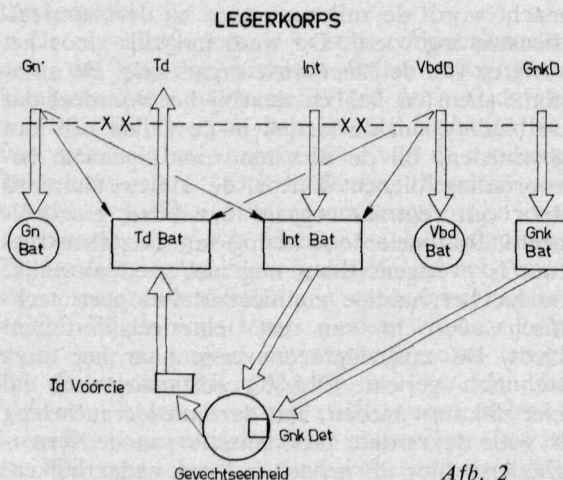 LEGERKORPS
Gn' Td Int VbdD GnkD
X X X X
Gn
Bat
Td Bat
Int Bat
Vbd
Bat
Gnk
Bat
Td Vóórcie
Gnk Det
Gevechtseenheid
Afb. 2